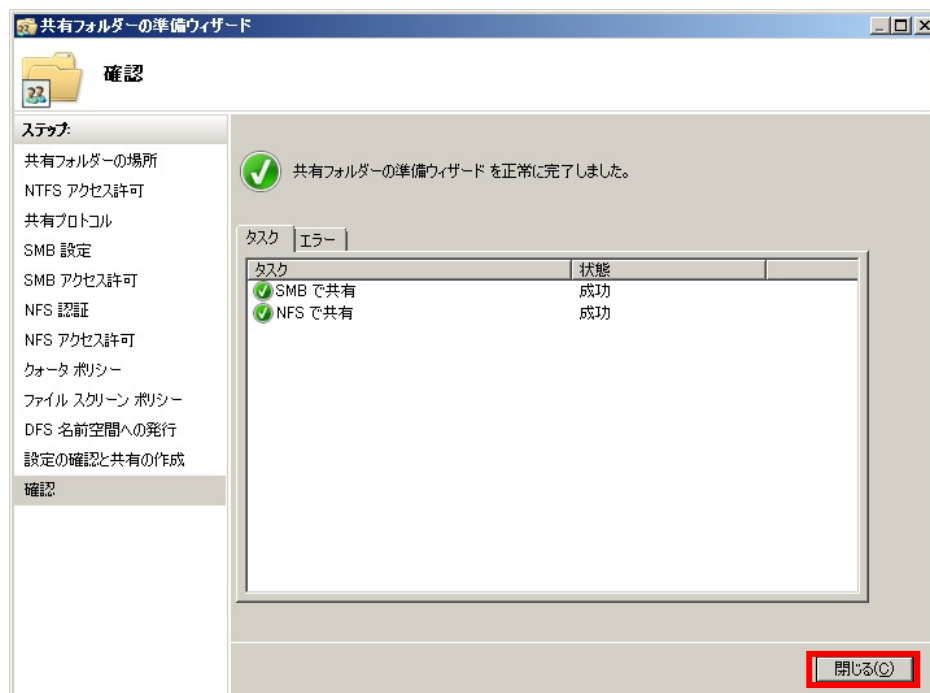 共有フォルダーの準備ウィザード
確認
ステップ:
共有フォルダーの場所
NTFS アクセス許可
共有プロトコル
SMB 設定
SMB アクセス許可
NFS 認証
NFS アクセス許可
クォータ ポリシー
ファイル スクリーン ポリシー
DFS 名前空間への発行
設定の確認と共有の作成
確認
共有フォルダーの準備ウィザード を正常に完了しました。
タスク エラー
タスク 状態
SMB で共有 成功
NFS で共有 成功
閉じる(C)